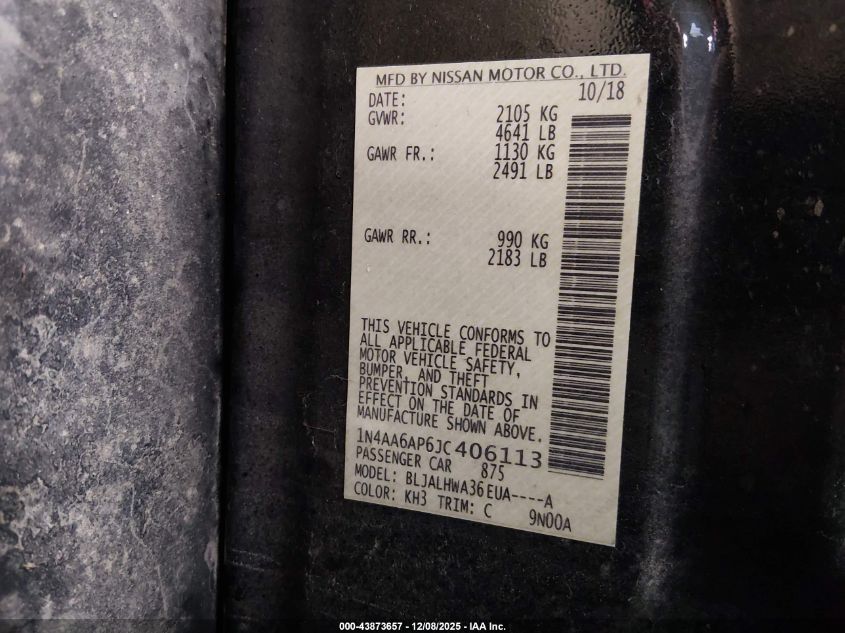 MFD BY NISSAN MOTOR CO., LTD.
DATE: 10/18
GVWR: 2105 KG
4641 LB
GAWR FR.: 1130 KG
2491 LB
GAWR RR.: 990 KG
2183 LB
THIS VEHICLE CONFORMS TO
ALL APPLICABLE FEDERAL
MOTOR VEHICLE SAFETY,
BUMPER, AND THEFT
PREVENTION STANDARDS IN
EFFECT ON THE DATE OF
MANUFACTURE SHOWN ABOVE.
1N4AA6AP6JC406113
PASSENGER CAR 875
MODEL: BLJALHWA36EUA----A
COLOR: KH3 TRIM: C 9N00A
000-43873657 - 12/08/2025 - IAA Inc.